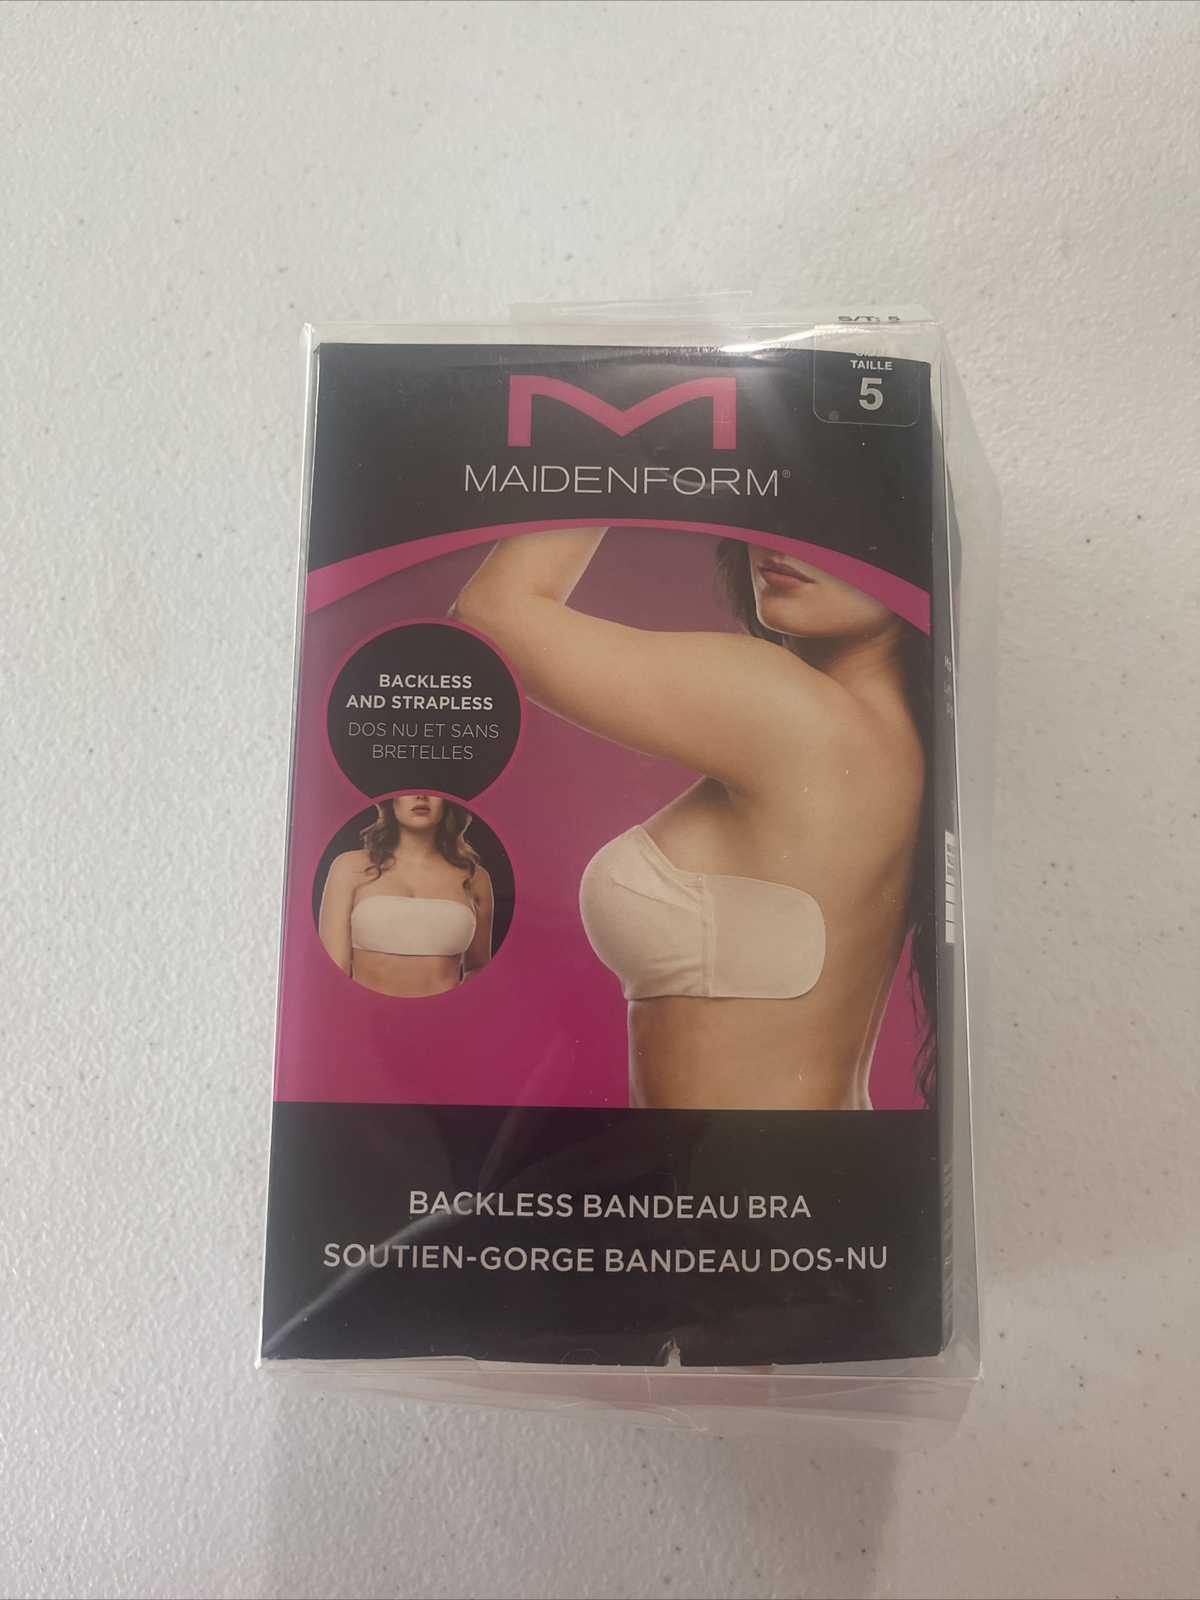 S/T: 5
TAILLE
5
MAIDENFORM®
BACKLESS
AND STRAPLESS
DOS NU ET SANS
BRETELLES
BACKLESS BANDEAU BRA
SOUTIEN-GORGE BANDEAU DOS-NU